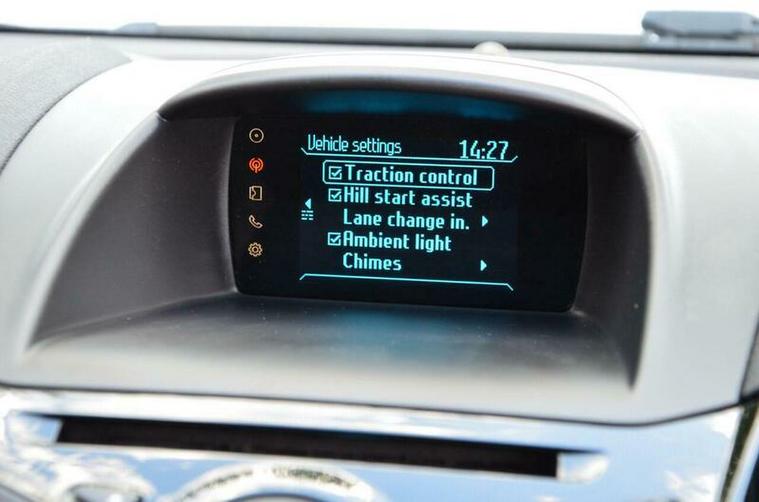 Vehicle settings 14:27
Traction control
Hill start assist
Lane change in.
Ambient light
Chimes